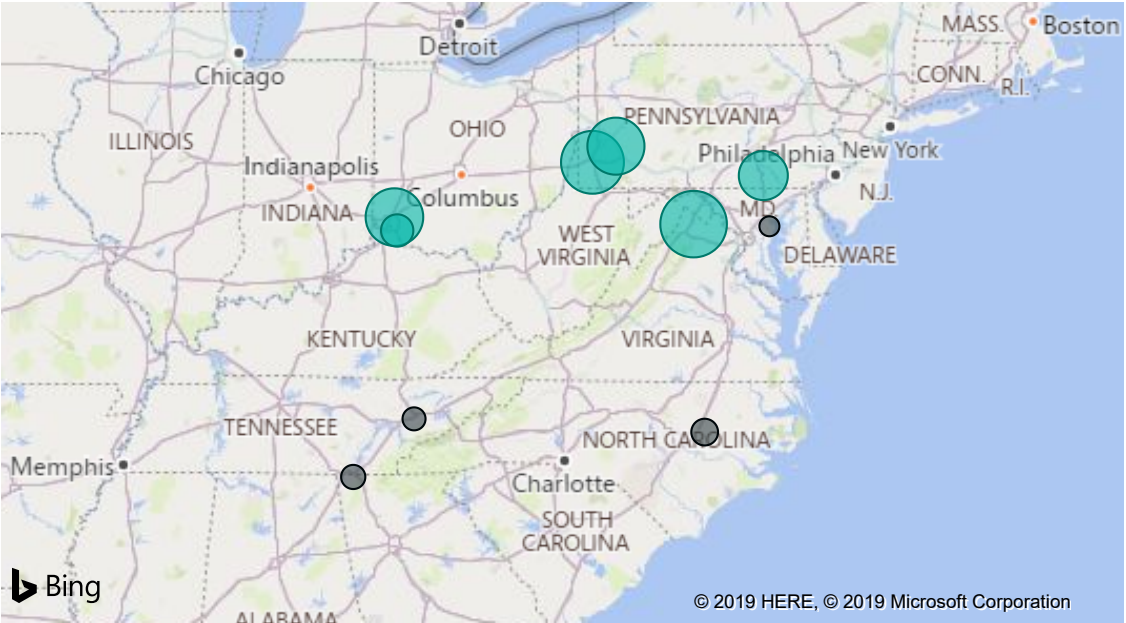 MASS.
Boston
Detroit
Chicago
CONN.
R.I.
PENNSYLVANIA
OHIO
ILLINOIS
Philadelphia
New York
Indianapolis
Columbus
N.J.
INDIANA
MD
WEST
VIRGINIA
DELAWARE
KENTUCKY
VIRGINIA
TENNESSEE
NORTH CAROLINA
Memphis
Charlotte
SOUTH
CAROLINA
Bing
© 2019 HERE, © 2019 Microsoft Corporation
ALABAMA